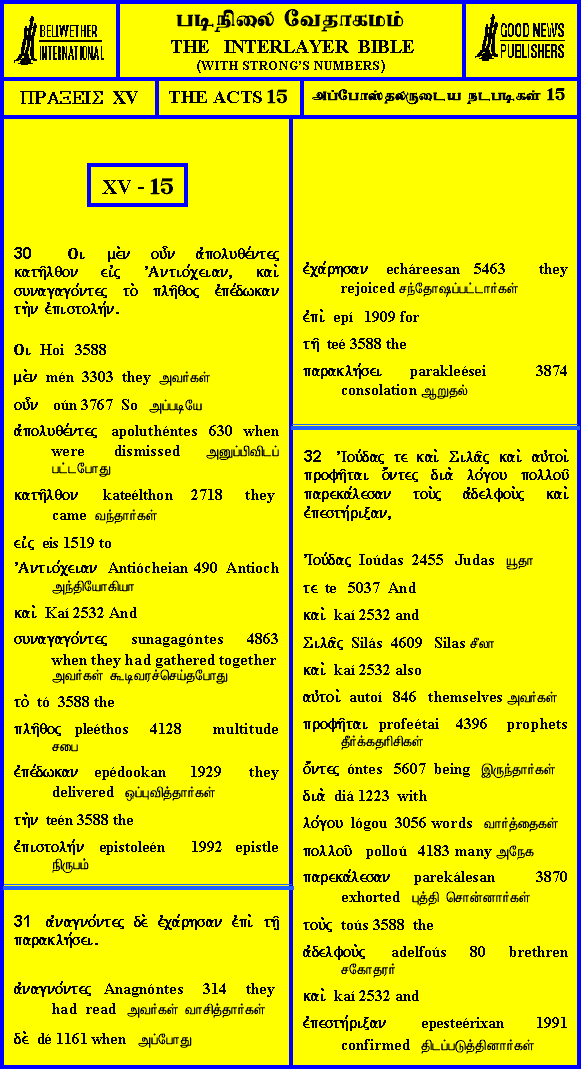 BELLWETHER
INTERNATIONAL
படிநிலை வேதாகமம்
THE INTERLAYER BIBLE
(WITH STRONG'S NUMBERS)
GOOD NEWS
PUBLISHERS
ΠΡΑΞΕΙΣ XV
THE ACTS 15
அப்போஸ்தலருடைய நடபடிகள் 15
XV - 15
30 Οι μὲν οὖν ἀπολυθέντες
κατῆλθον εἰς Ἀντιόχειαν, καὶ
συναγαγόντες τὸ πλῆθος ἐπέδωκαν
τὴν ἐπιστολήν.
Οι Hoi 3588
μὲν mén 3303 they அவர்கள்
οὖν oún 3767 So அப்படியே
ἀπολυθέντες apoluthéntes 630 when
were dismissed அனுப்பிவிடப்
பட்டபோது
κατῆλθον kateélthon 2718 they
came வந்தார்கள்
εἰς eis 1519 to
Ἀντιόχειαν Antiócheian 490 Antioch
அந்தியோகியா
καὶ Kaí 2532 And
συναγαγόντες sunagagóntes 4863
when they had gathered together
அவர்கள் கூடிவரச்செய்தபோது
τὸ tó 3588 the
πλῆθος pleéthos 4128 multitude
சபை
ἐπέδωκαν epédookan 1929 they
delivered ஒப்புவித்தார்கள்
τὴν teén 3588 the
ἐπιστολήν epistoleén 1992 epistle
நிருபம்
31 ἀναγνόντες δὲ ἐχάρησαν ἐπὶ τῇ
παρακλήσει.
ἀναγνόντες Anagnóntes 314 they
had read அவர்கள் வாசித்தார்கள்
δὲ dé 1161 when அப்போது
ἐχάρησαν echáreesan 5463 they
rejoiced சந்தோஷப்பட்டார்கள்
ἐπὶ epí 1909 for
τῇ teé 3588 the
παρακλήσει parakleései 3874
consolation ஆறுதல்
32 Ἰούδας τε καὶ Σιλᾶς καὶ αὐτοὶ
προφῆται ὄντες διὰ λόγου πολλοῦ
παρεκάλεσαν τοὺς ἀδελφοὺς καὶ
ἐπεστήριξαν,
Ἰούδας Ioúdas 2455 Judas யூதா
τε te 5037 And
καὶ kaí 2532 and
Σιλᾶς Silás 4609 Silas சீலா
καὶ kaí 2532 also
αὐτοὶ autoí 846 themselves அவர்கள்
προφῆται profeétai 4396 prophets
தீர்க்கதரிசிகள்
ὄντες óntes 5607 being இருந்தார்கள்
διὰ diá 1223 with
λόγου lógou 3056 words வார்த்தைகள்
πολλοῦ polloú 4183 many அநேக
παρεκάλεσαν parekálesan 3870
exhorted புத்தி சொன்னார்கள்
τοὺς toús 3588 the
ἀδελφοὺς adelfoús 80 brethren
சகோதரர்
καὶ kaí 2532 and
ἐπεστήριξαν epesteérixan 1991
confirmed திடப்படுத்தினார்கள்